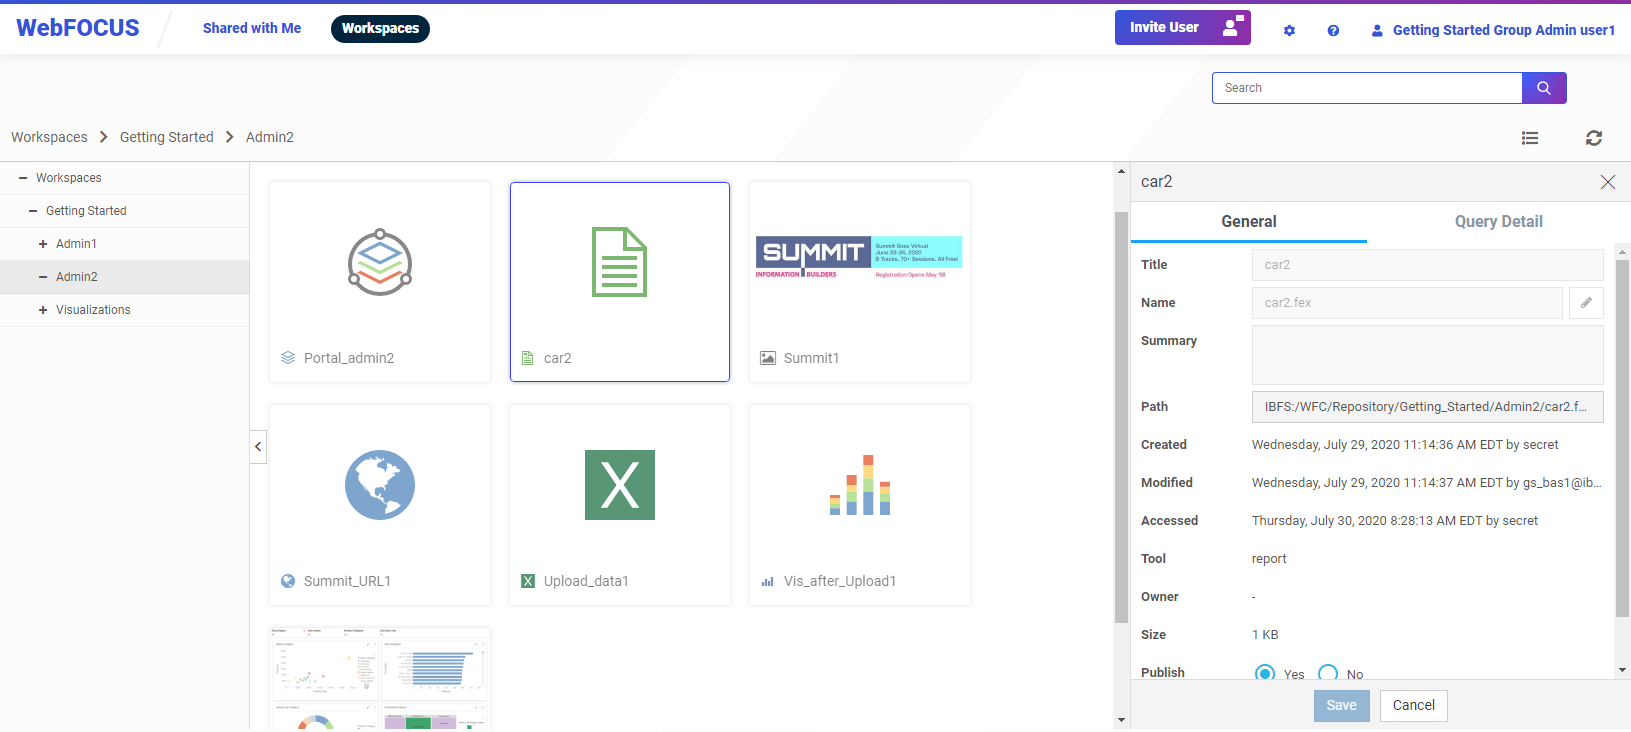 WebFOCUS
Shared with Me
Workspaces
Invite User
Getting Started Group Admin user1
Search
Workspaces
Getting Started
Admin2
Workspaces
Getting Started
Admin1
Admin2
Visualizations
Portal_admin2
car2
SUMMIT
INFORMATION BUILDERS
Summit Goes Virtual
June 23-24, 2020
8 Tracks. 70+ Sessions. All Free!
Registration Opens May 19!
Summit1
Summit_URL1
X
Upload_data1
Vis_after_Upload1
car2
General
Query Detail
Title
car2
Name
car2.fex
Summary
Path
IBFS:/WFC/Repository/Getting_Started/Admin2/car2.f...
Created
Wednesday, July 29, 2020 11:14:36 AM EDT by secret
Modified
Wednesday, July 29, 2020 11:14:37 AM EDT by gs_bas1@ib...
Accessed
Thursday, July 30, 2020 8:28:13 AM EDT by secret
Tool
report
Owner
-
Size
1 KB
Publish
Yes
No
Save
Cancel